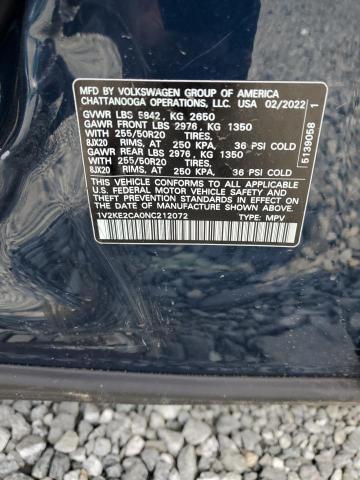 MFD BY VOLKSWAGEN GROUP OF AMERICA
CHATTANOOGA OPERATIONS, LLC. USA 02/2022
GVWR LBS 5842, KG 2650
GAWR FRONT LBS 2976, KG 1350
WITH 255/50R20 TIRES,
8JX20 RIMS, AT 250 KPA, 36 PSI COLD
GAWR REAR LBS 2976, KG 1350
WITH 255/50R20 TIRES,
8JX20 RIMS, AT 250 KPA, 36 PSI COLD
THIS VEHICLE CONFORMS TO ALL APPLICABLE
U.S. FEDERAL MOTOR VEHICLE SAFETY AND
THEFT PREVENTION STANDARDS IN EFFECT ON THE
DATE OF MANUFACTURE SHOWN ABOVE.
1V2KE2CA0NC212072 TYPE: MPV
1
5139058